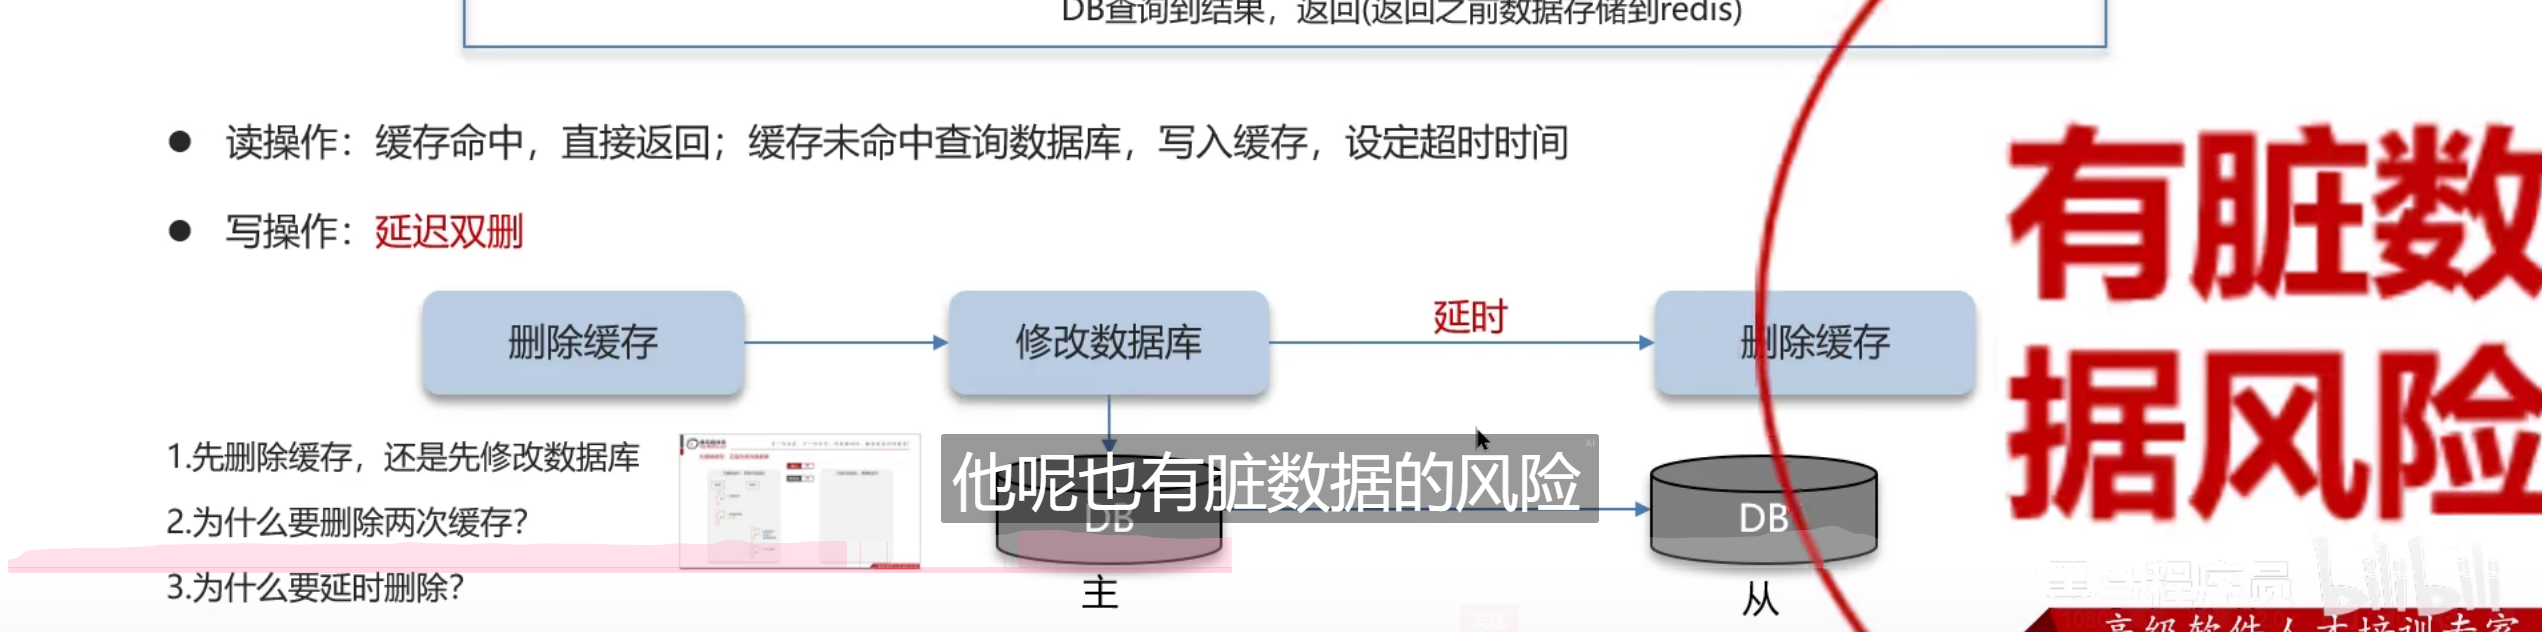 DB查询到结果，返回(返回之前数据存储到redis)
● 读操作：缓存命中，直接返回；缓存未命中查询数据库，写入缓存，设定超时时间
● 写操作：延迟双删
删除缓存
修改数据库
延时
删除缓存
有脏数
据风险
1.先删除缓存，还是先修改数据库
2.为什么要删除两次缓存？
3.为什么要延时删除？
AI
他呢也有脏数据的风险
DB
DB
主
从
发送
黑马程序员
bilibili
高级软件人才培训专家